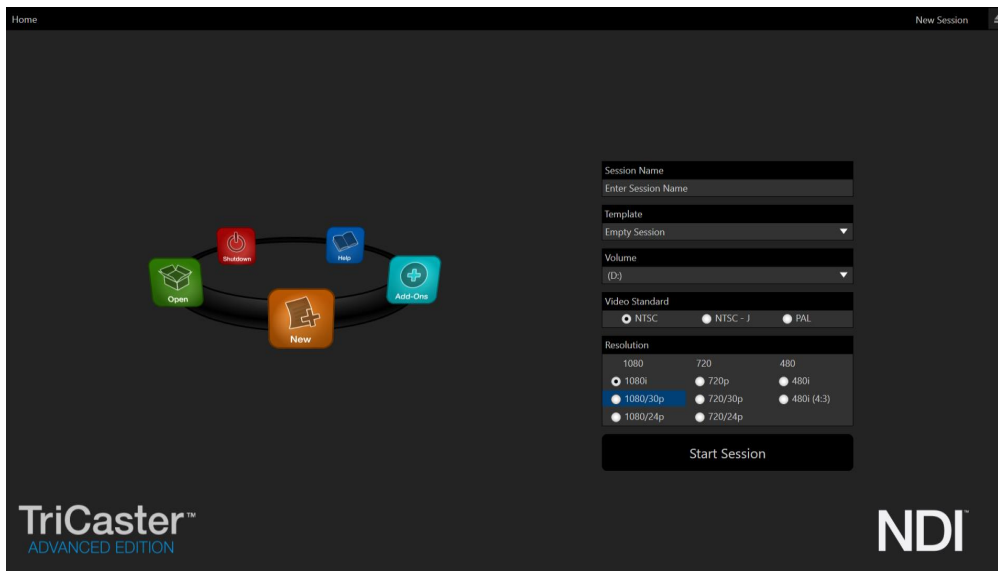 Home
New Session
Session Name
Enter Session Name
Template
Empty Session
Volume
(D:)
Video Standard
NTSC NTSC - J PAL
Resolution
1080 720 480
1080i 720p 480i
1080/30p 720/30p 480i (4:3)
1080/24p 720/24p
Start Session
Shutdown
Help
Open
Add-Ons
New
TriCaster™
ADVANCED EDITION
NDI™